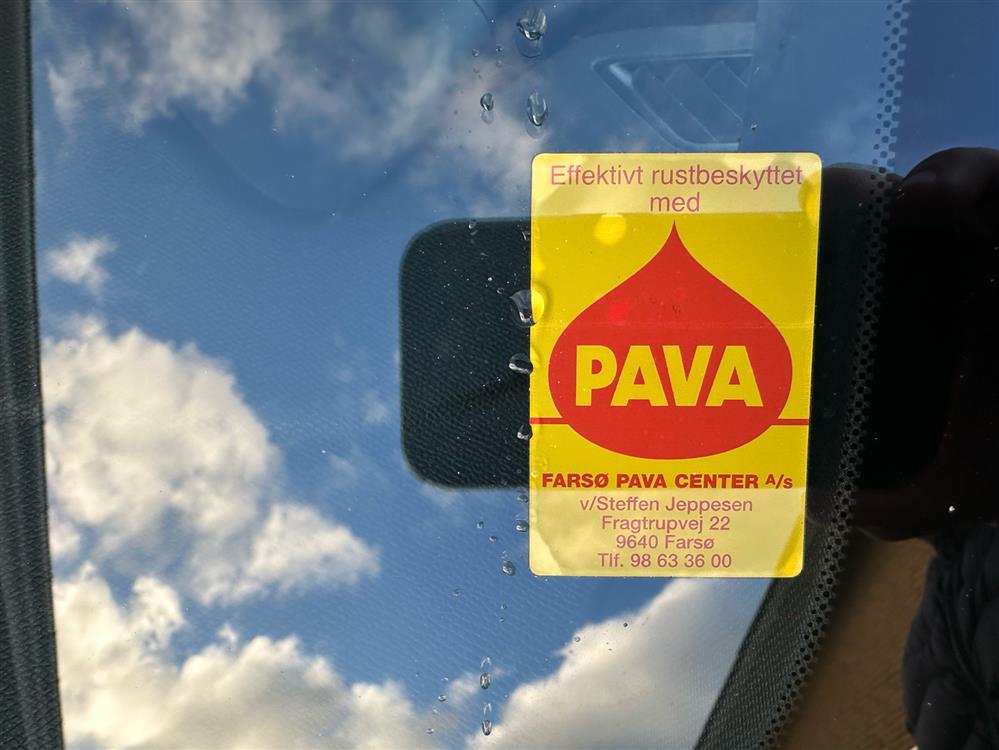 Effektivt rustbeskyttet
med
PAVA
FARSØ PAVA CENTER A/s
v/Steffen Jeppesen
Fragtrupvej 22
9640 Farsø
Tlf. 98 63 36 00